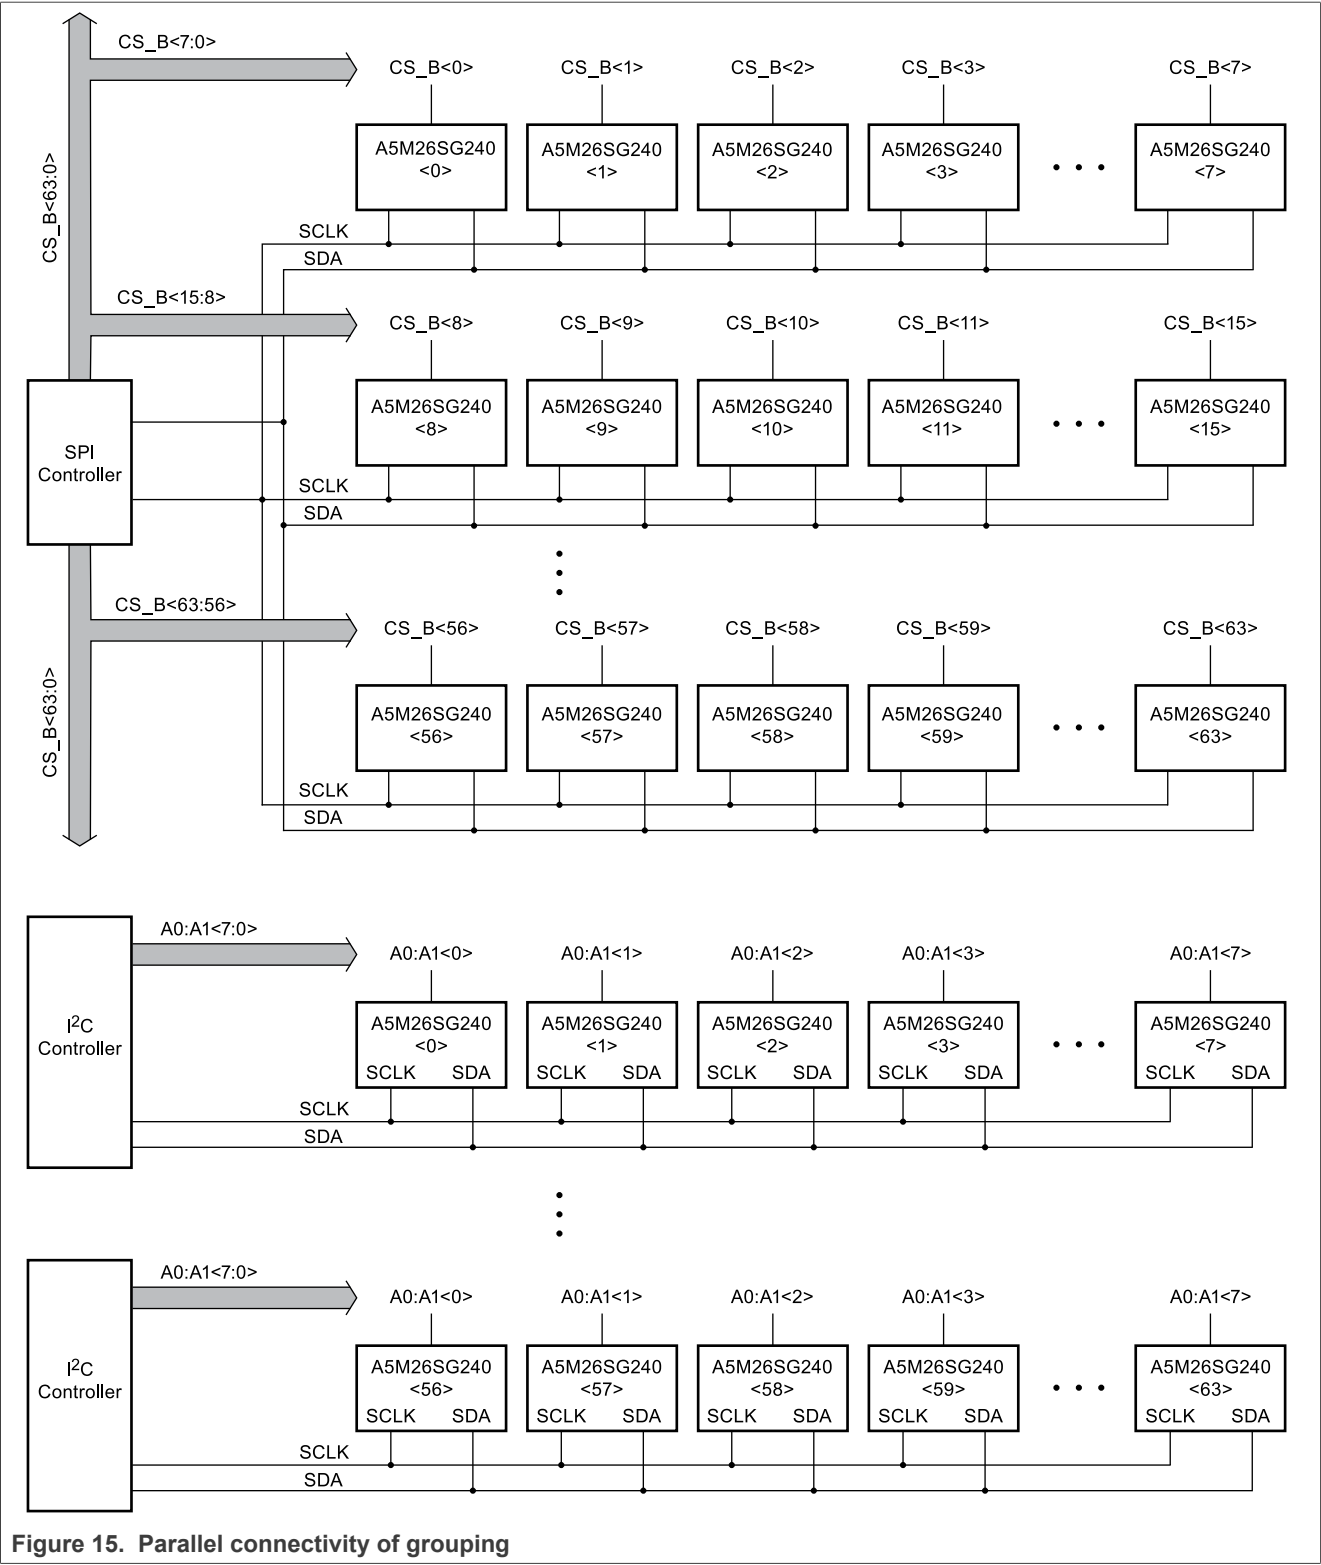 CS_B<7:0>
CS_B<0> CS_B<1> CS_B<2> CS_B<3> CS_B<7>
A5M26SG240 A5M26SG240 A5M26SG240 A5M26SG240 A5M26SG240
<0> <1> <2> <3> <7>
CS_B<63:0>
SCLK
SDA
CS_B<15:8>
CS_B<8> CS_B<9> CS_B<10> CS_B<11> CS_B<15>
A5M26SG240 A5M26SG240 A5M26SG240 A5M26SG240 A5M26SG240
<8> <9> <10> <11> <15>
SPI
Controller
SCLK
SDA
CS_B<63:56>
CS_B<56> CS_B<57> CS_B<58> CS_B<59> CS_B<63>
CS_B<63:0>
A5M26SG240 A5M26SG240 A5M26SG240 A5M26SG240 A5M26SG240
<56> <57> <58> <59> <63>
SCLK
SDA
A0:A1<7:0>
A0:A1<0> A0:A1<1> A0:A1<2> A0:A1<3> A0:A1<7>
I²C
Controller
A5M26SG240 A5M26SG240 A5M26SG240 A5M26SG240 A5M26SG240
<0> <1> <2> <3> <7>
SCLK SDA SCLK SDA SCLK SDA SCLK SDA SCLK SDA
SCLK
SDA
A0:A1<7:0>
A0:A1<0> A0:A1<1> A0:A1<2> A0:A1<3> A0:A1<7>
I²C
Controller
A5M26SG240 A5M26SG240 A5M26SG240 A5M26SG240 A5M26SG240
<56> <57> <58> <59> <63>
SCLK SDA SCLK SDA SCLK SDA SCLK SDA SCLK SDA
SCLK
SDA
Figure 15. Parallel connectivity of grouping